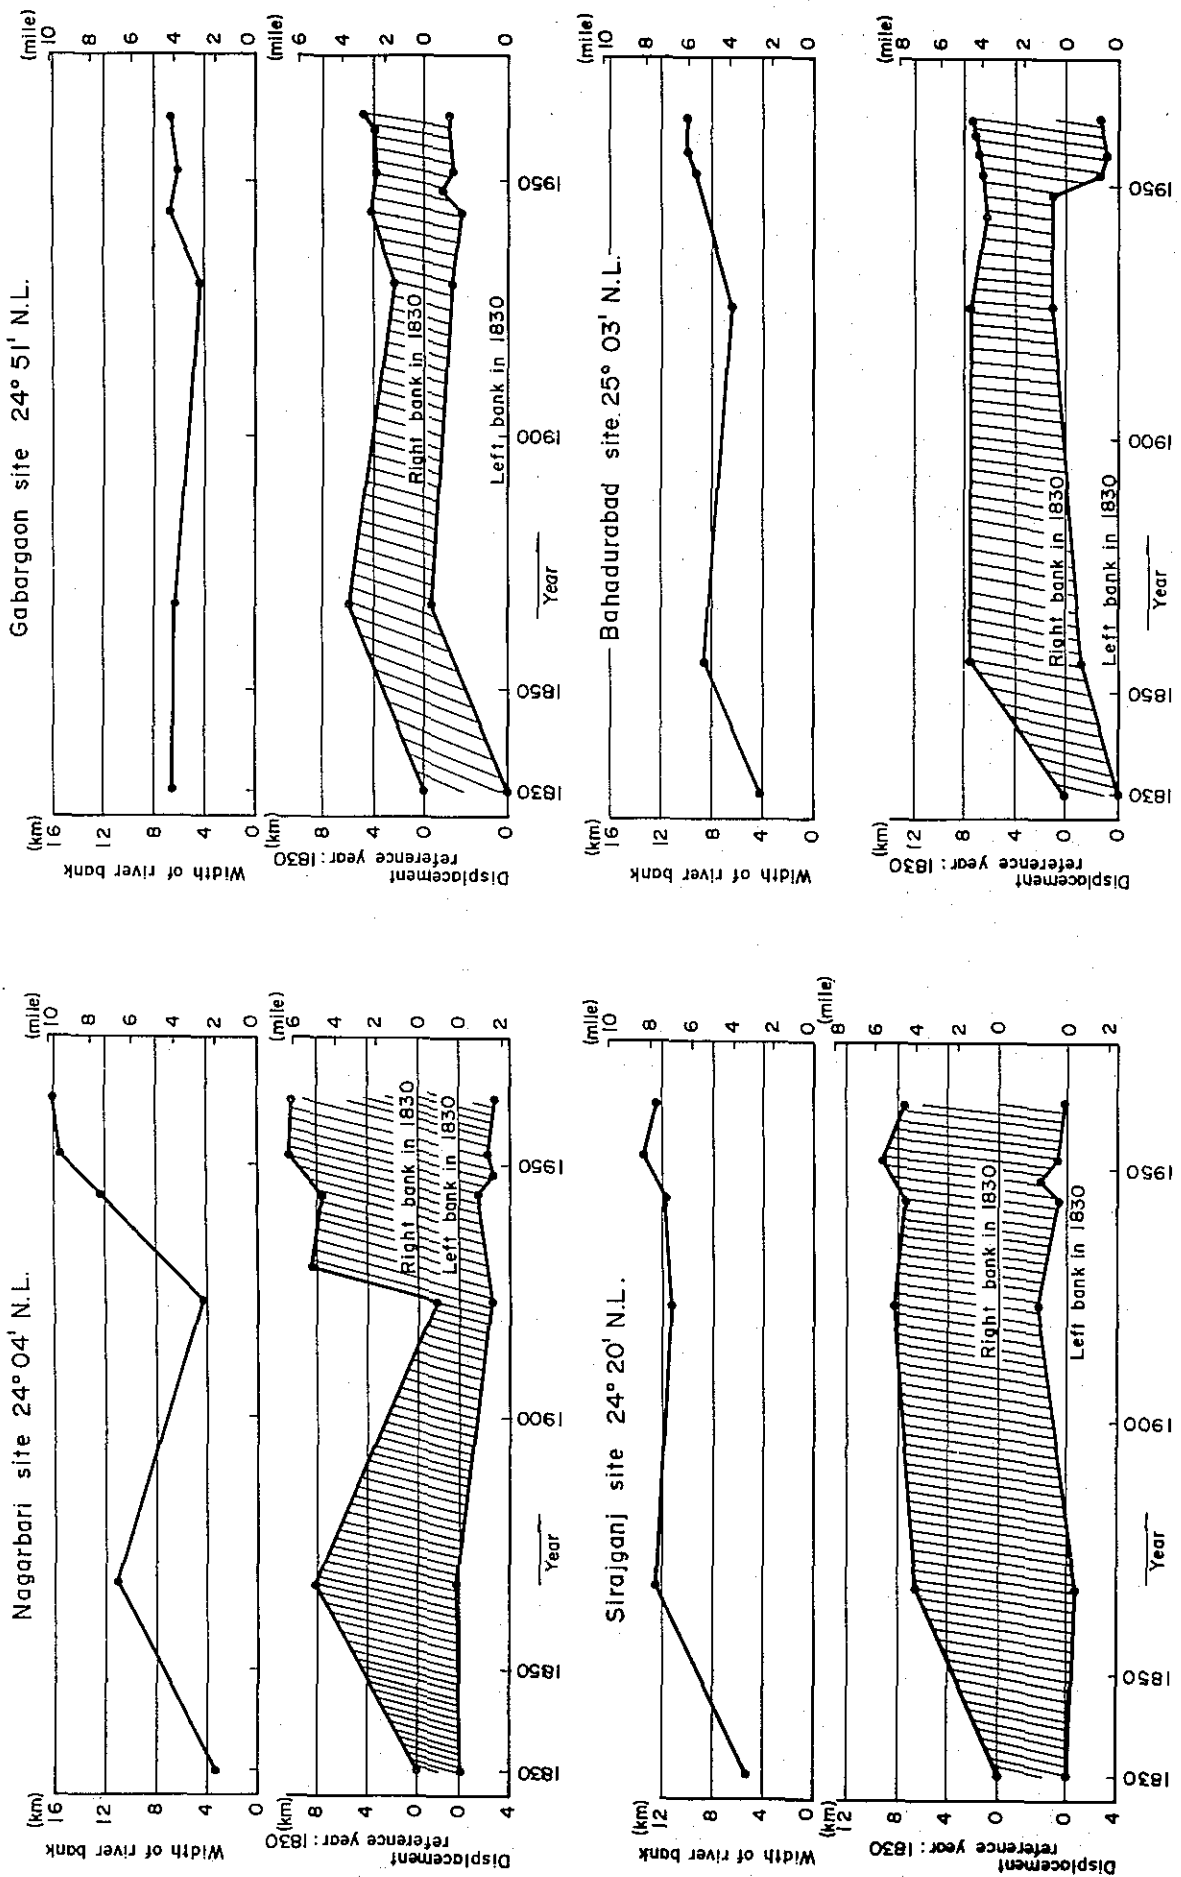 Nagarbari site 24° 04' N.L.
(km)
16
12
8
4
0
Width of river bank
(mile)
10
8
6
4
2
0
8
4
0
0
4
Displacement
reference year: 1830
(mile)
6
4
2
0
0
2
Right bank in 1830
Left bank in 1830
1830
1850
1900
1950
Year
Gabargaon site 24° 51' N.L.
(km)
16
12
8
4
0
Width of river bank
(mile)
10
8
6
4
2
0
12
8
4
0
0
Displacement
reference year: 1830
(mile)
8
6
4
2
0
0
Right bank in 1830
Left bank in 1830
1830
1850
1900
1950
Year
Sirajganj site 24° 20' N.L.
(km)
12
8
4
0
Width of river bank
(mile)
10
8
6
4
2
0
(km)
12
8
4
0
0
4
Displacement
reference year: 1830
(mile)
8
6
4
2
0
0
2
Right bank in 1830
Left bank in 1830
1830
1850
1900
1950
Year
Bahadurabad site 25° 03' N.L.
(km)
16
12
8
4
0
Width of river bank
(mile)
10
8
6
4
2
0
(km)
12
8
4
0
0
Displacement
reference year: 1830
(mile)
8
6
4
2
0
0
Right bank in 1830
Left bank in 1830
1830
1850
1900
1950
Year